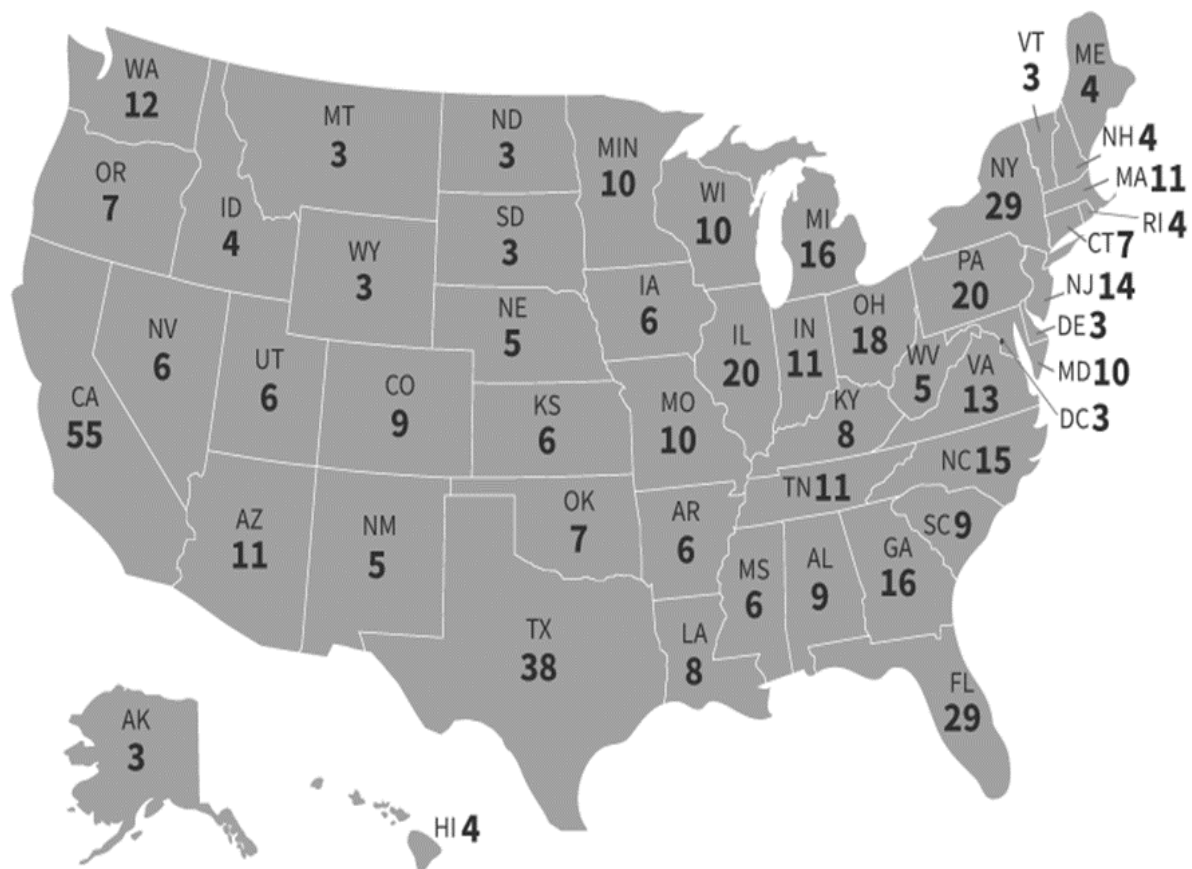 WA
12
OR
7
CA
55
NV
6
ID
4
MT
3
WY
3
UT
6
CO
9
AZ
11
NM
5
ND
3
SD
3
NE
5
KS
6
OK
7
TX
38
MIN
10
IA
6
MO
10
AR
6
LA
8
WI
10
IL
20
MI
16
IN
11
OH
18
KY
8
TN 11
MS
6
AL
9
GA
16
FL
29
SC 9
NC 15
VA
13
WV
5
PA
20
NY
29
VT
3
ME
4
NH 4
MA 11
RI 4
CT 7
NJ 14
DE 3
MD 10
DC 3
AK
3
HI 4